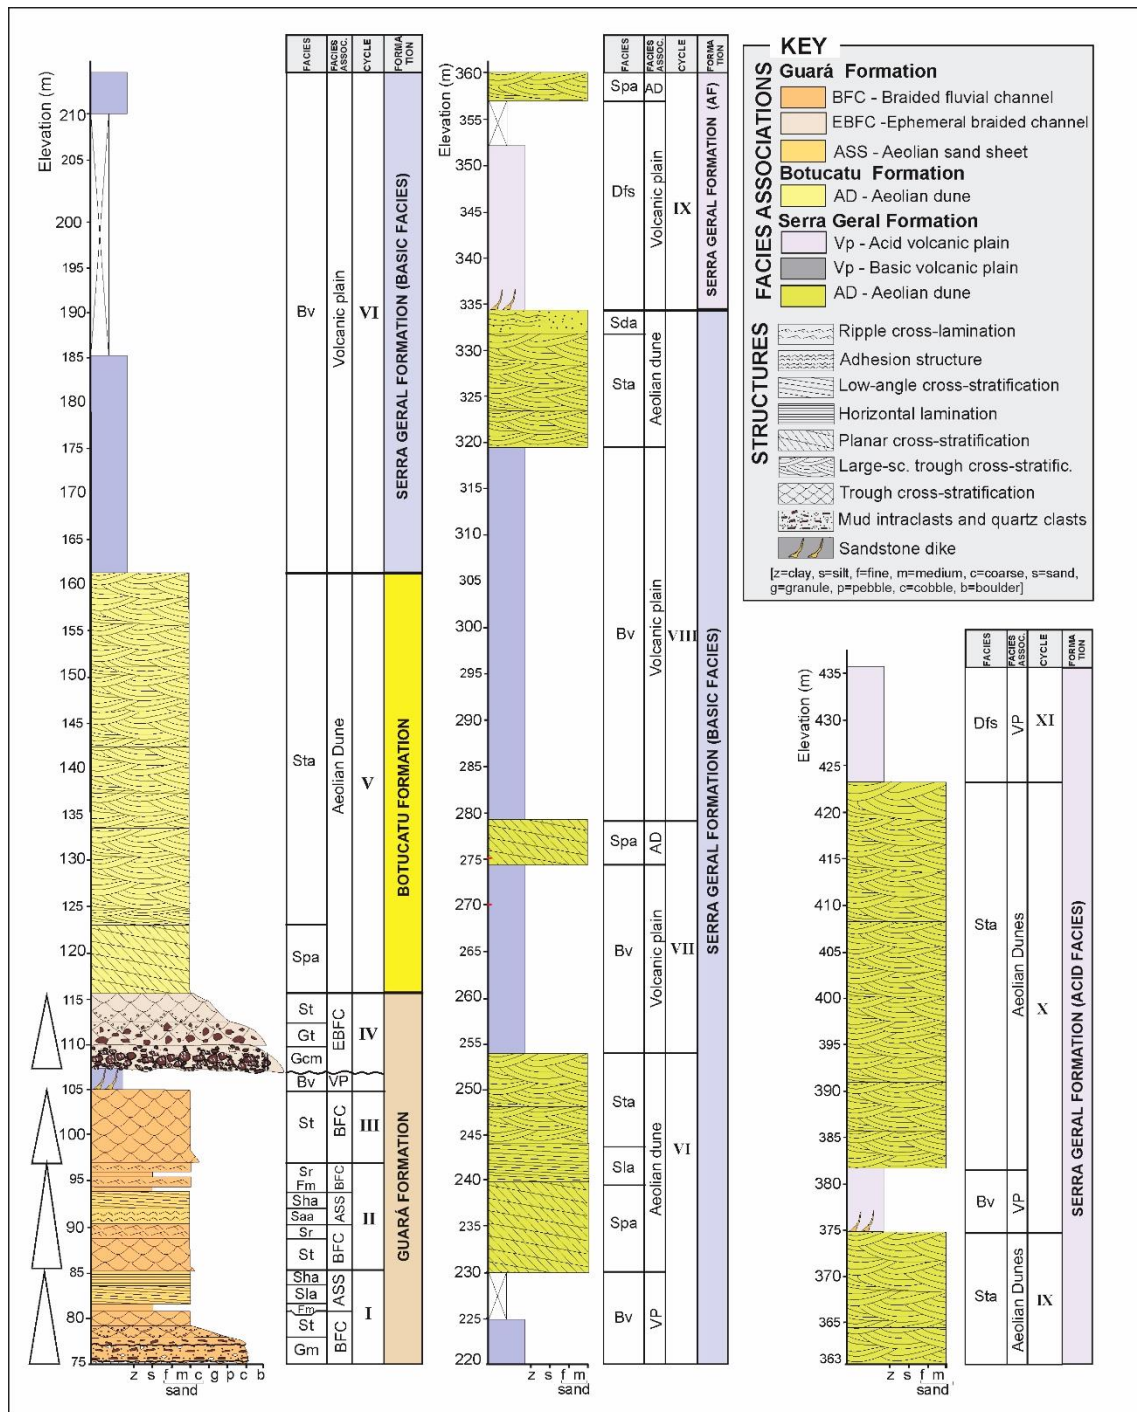 FACIES
FACIES ASSOC.
CYCLE
FORMA TION
Elevation (m)
210
205
200
195
190
185
180
175
170
165
160
155
150
145
140
135
130
125
120
115
110
105
100
95
90
85
80
75
z s f m c g p c b
sand
Bv
Volcanic plain
VI
SERRA GERAL FORMATION (BASIC FACIES)
Sta
Spa
Aeolian Dune
V
BOTUCATU FORMATION
St
Gt
Gcm
EBFC
IV
Bv
VP
St
BFC
III
Sr
Fm
BFC
Sha
Saa
ASS
Sr
St
BFC
II
Sha
Sla
ASS
Fm
St
Gm
BFC
I
GUARÁ FORMATION
FACIES
FACIES ASSOC.
CYCLE
FORMA TION
Elevation (m)
360
355
350
345
340
335
330
325
320
315
310
305
300
295
290
285
280
275
270
265
260
255
250
245
240
235
230
225
220
z s f m
sand
Spa
AD
Dfs
Volcanic plain
IX
SERRA GERAL FORMATION (AF)
Sda
Sta
Aeolian dune
Bv
Volcanic plain
VIII
Spa
AD
Bv
Volcanic plain
VII
Sta
Sla
Spa
Aeolian dune
VI
Bv
VP
SERRA GERAL FORMATION (BASIC FACIES)
KEY
FACIES ASSOCIATIONS
Guará Formation
BFC - Braided fluvial channel
EBFC -Ephemeral braided channel
ASS - Aeolian sand sheet
Botucatu Formation
AD - Aeolian dune
Serra Geral Formation
Vp - Acid volcanic plain
Vp - Basic volcanic plain
AD - Aeolian dune
STRUCTURES
Ripple cross-lamination
Adhesion structure
Low-angle cross-stratification
Horizontal lamination
Planar cross-stratification
Large-sc. trough cross-stratific.
Trough cross-stratification
Mud intraclasts and quartz clasts
Sandstone dike
[z=clay, s=silt, f=fine, m=medium, c=coarse, s=sand,
g=granule, p=pebble, c=cobble, b=boulder]
FACIES
FACIES ASSOC.
CYCLE
FORMA TION
Elevation (m)
435
430
425
423
420
415
410
405
400
395
390
385
380
375
370
365
363
z s f m
sand
Dfs
VP
XI
Sta
Aeolian Dunes
X
Bv
VP
Sta
Aeolian Dunes
IX
SERRA GERAL FORMATION (ACID FACIES)